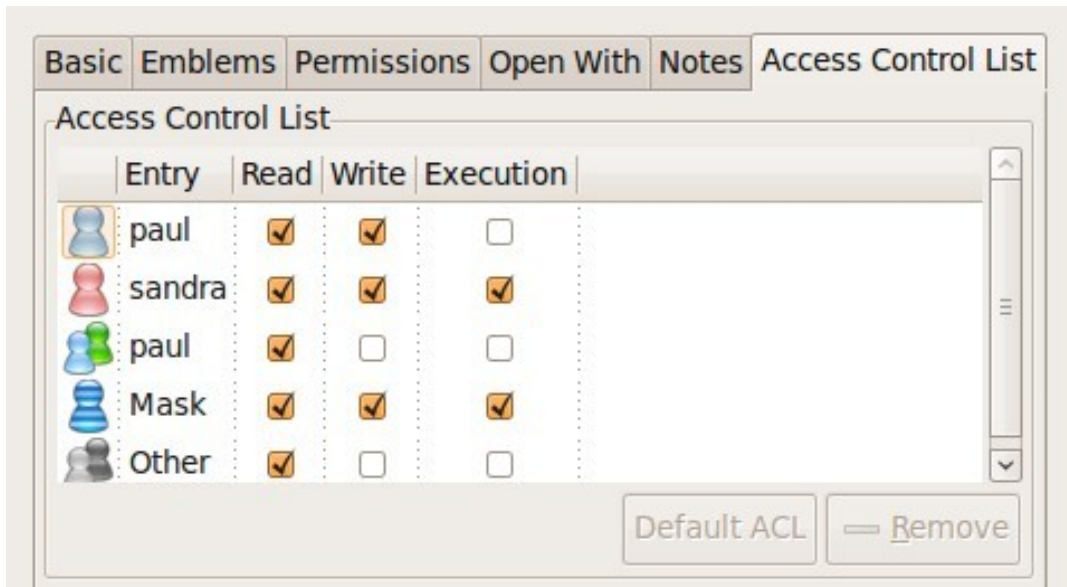 Basic Emblems Permissions Open With Notes Access Control List
Access Control List
Entry Read Write Execution
paul
sandra
paul
Mask
Other
Default ACL Remove